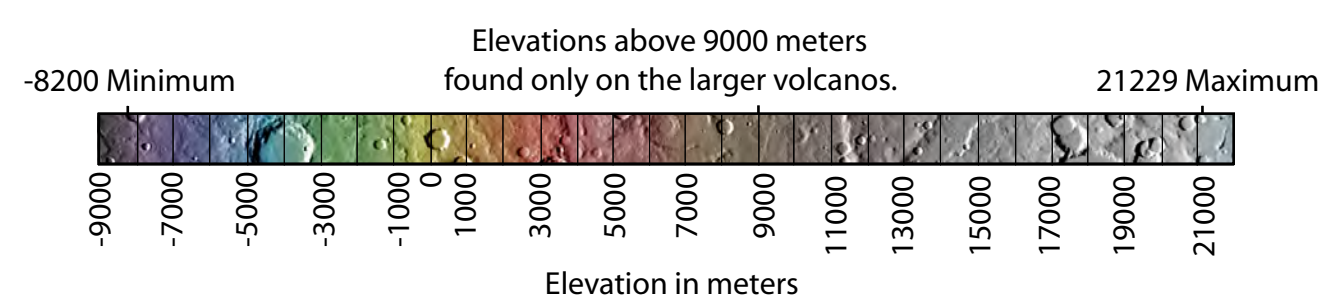 Elevations above 9000 meters
-8200 Minimum found only on the larger volcanos. 21229 Maximum
-9000 -7000 -5000 -3000 -1000 0 1000 3000 5000 7000 9000 11000 13000 15000 17000 19000 21000
Elevation in meters